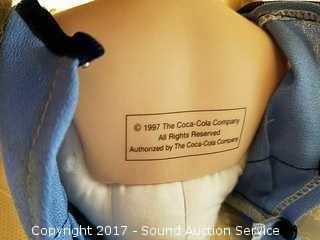 © 1997 The Coca-Cola Company
All Rights Reserved
Authorized by The Coca-Cola Company
Copyright 2017 - Sound Auction Service